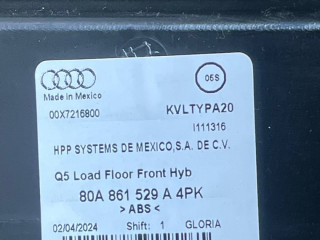 06S
Made in Mexico
00X7216800
KVLTYPA20
I111316
HPP SYSTEMS DE MEXICO,S.A. DE C.V.
Q5 Load Floor Front Hyb
80A 861 529 A 4PK
> ABS <
02/04/2024 Shift: 1 GLORIA